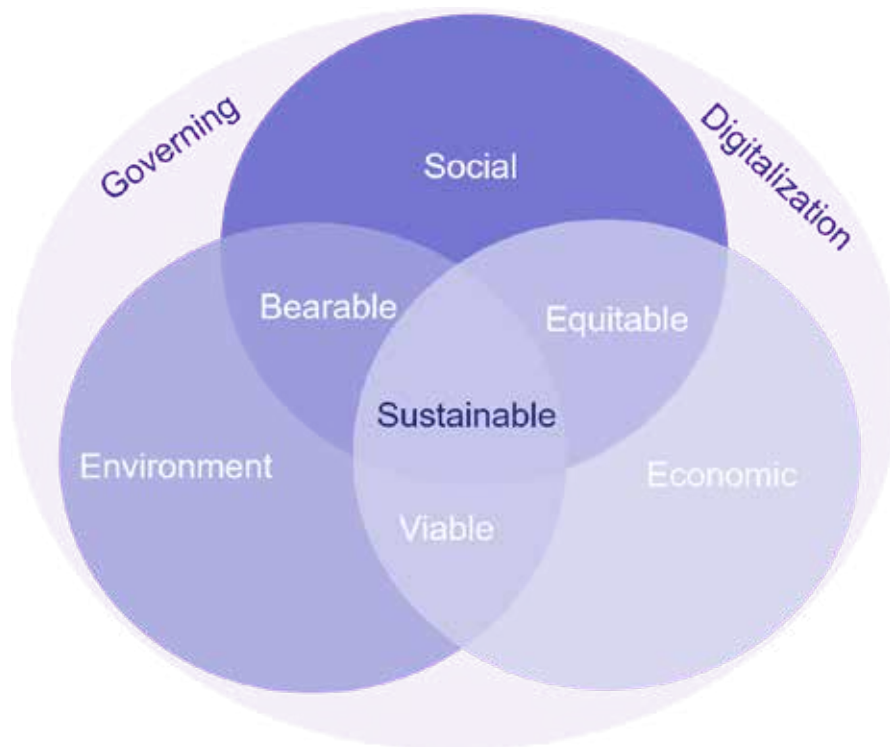 Governing
Digitalization
Social
Bearable
Equitable
Sustainable
Environment
Economic
Viable